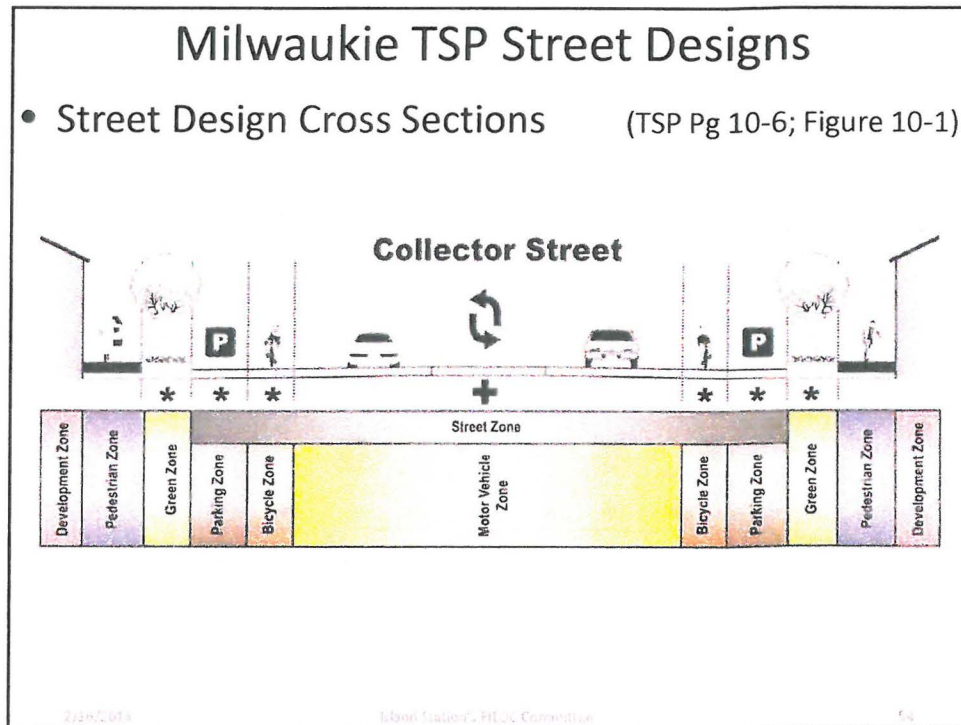 Milwaukie TSP Street Designs
• Street Design Cross Sections (TSP Pg 10-6; Figure 10-1)
Collector Street
P P
* * * + * * *
Street Zone
Development Zone
Pedestrian Zone
Green Zone
Parking Zone
Bicycle Zone
Motor Vehicle
Zone
Bicycle Zone
Parking Zone
Green Zone
Pedestrian Zone
Development Zone
Committee